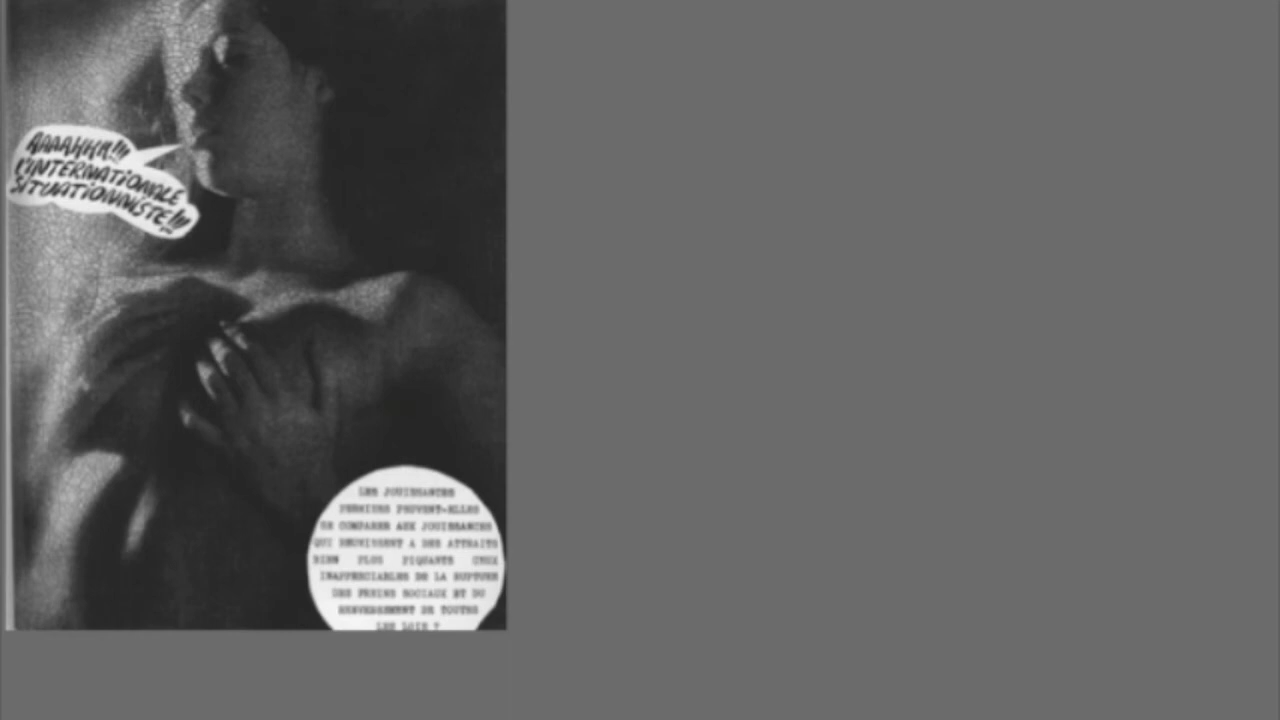 AAAAHHH!!!
L'INTERNATIONALE
SITUATIONNISTE!!!
LES JOUISSANCES
PERMISES PEUVENT-ELLES
SE COMPARER AUX JOUISSANCES
QUI REUNISSENT A DES ATTRAITS
BIEN PLUS PIQUANTS CEUX
INAPPRECIABLES DE LA RUPTURE
DES FREINS SOCIAUX ET DU
RENVERSEMENT DE TOUTES
LES LOIS ?